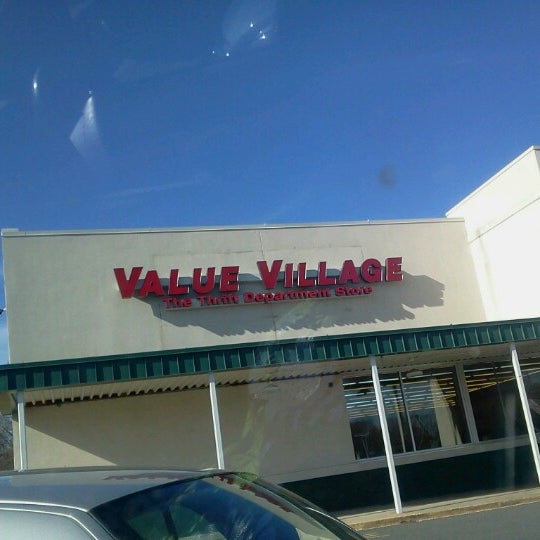 VALUE VILLAGE
The Thrift Department Store